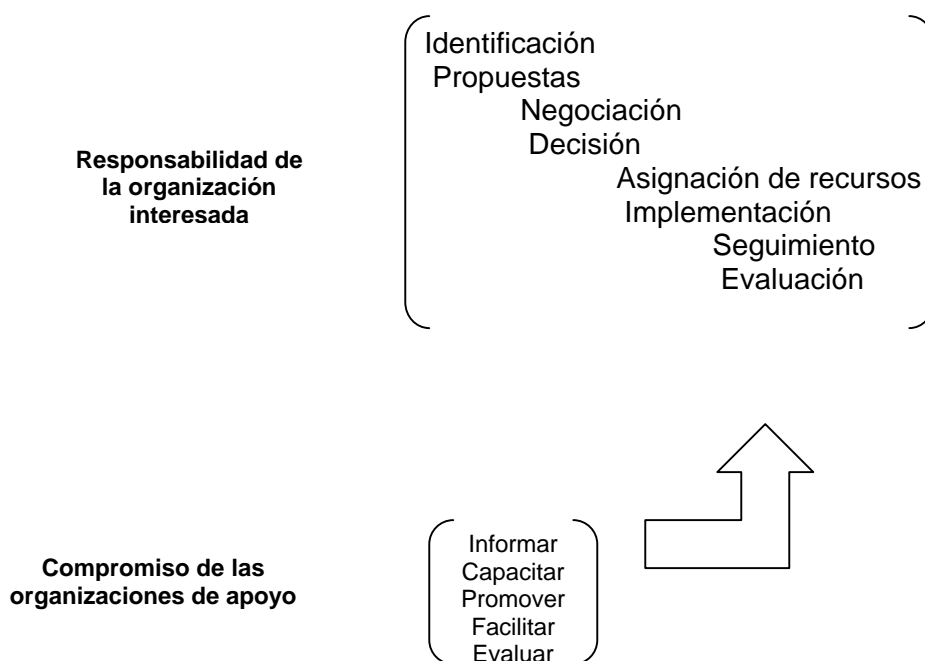 Identificación
Propuestas
Negociación
Decisión
Asignación de recursos
Implementación
Seguimiento
Evaluación
Responsabilidad de
la organización
interesada
Compromiso de las
organizaciones de apoyo
Informar
Capacitar
Promover
Facilitar
Evaluar